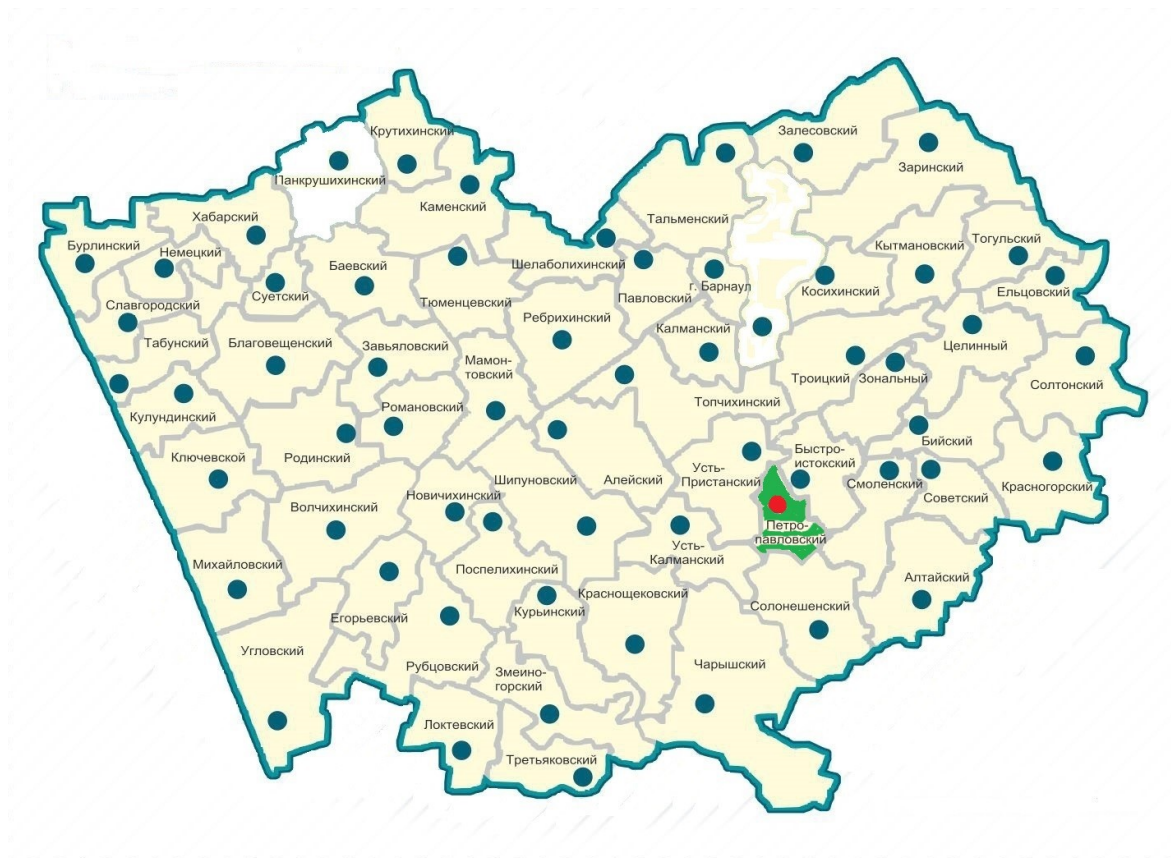 Крутихинский
Залесовский
Заринский
Панкрушихинский
Каменский
Хабарский
Тальменский
Бурлинский
Немецкий
Баевский
Шелаболихинский
Кытмановский
Тогульский
Суетский
Тюменцевский
Павловский
г. Барнаул
Косихинский
Ельцовский
Славгородский
Ребрихинский
Калманский
Табунский
Благовещенский
Завьяловский
Целинный
Мамон-
товский
Троицкий
Зональный
Солтонский
Кулундинский
Романовский
Топчихинский
Бийский
Ключевской
Родинский
Быстро-
истокский
Усть-
Пристанский
Шипуновский
Алейский
Смоленский
Советский
Красногорский
Новичихинский
Волчихинский
Петро-
павловский
Усть-
Калманский
Михайловский
Поспелихинский
Алтайский
Краснощековский
Курьинский
Солонешенский
Егорьевский
Угловский
Рубцовский
Змеино-
горский
Чарышский
Локтевский
Третьяковский